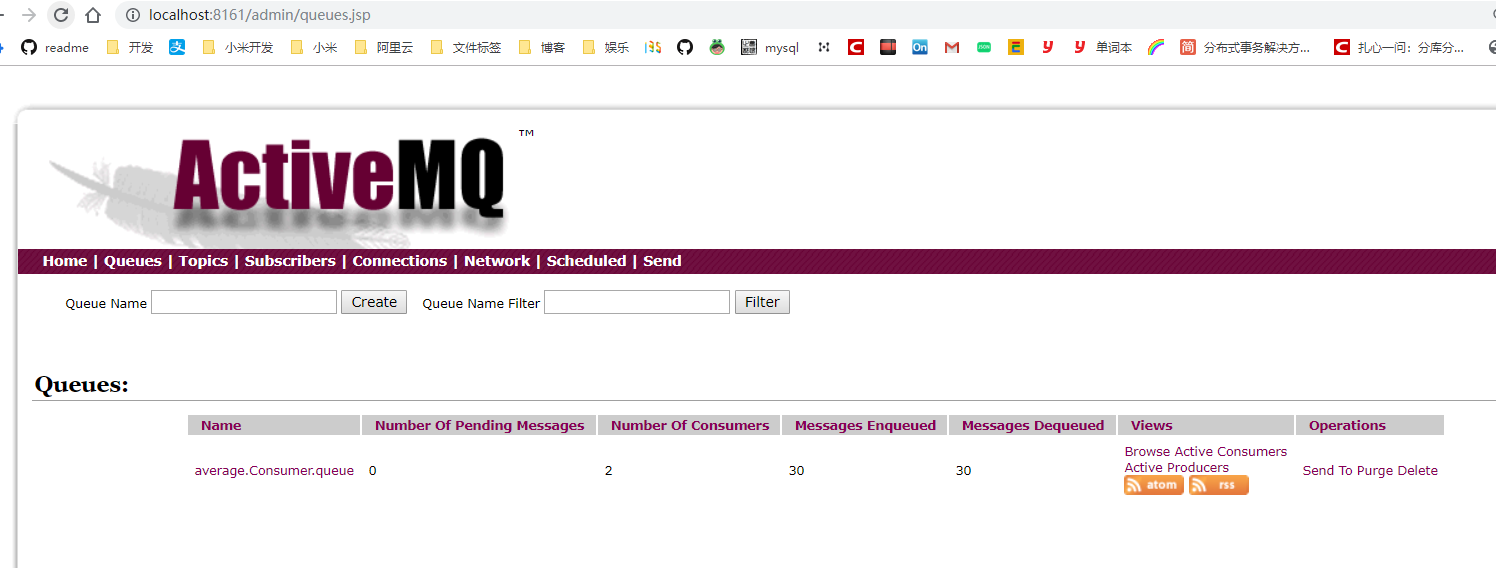 localhost:8161/admin/queues.jsp
readme 开发 小米开发 小米 阿里云 文件标签 博客 娱乐 mysql On M JSON E y y 单词本 简 分布式事务解决方... C 扎心一问：分库分...
ActiveMQ ™
Home | Queues | Topics | Subscribers | Connections | Network | Scheduled | Send
Queue Name Create Queue Name Filter Filter
Queues:
Name Number Of Pending Messages Number Of Consumers Messages Enqueued Messages Dequeued Views Operations
average.Consumer.queue 0 2 30 30 Browse Active Consumers
Active Producers
atom rss
Send To Purge Delete